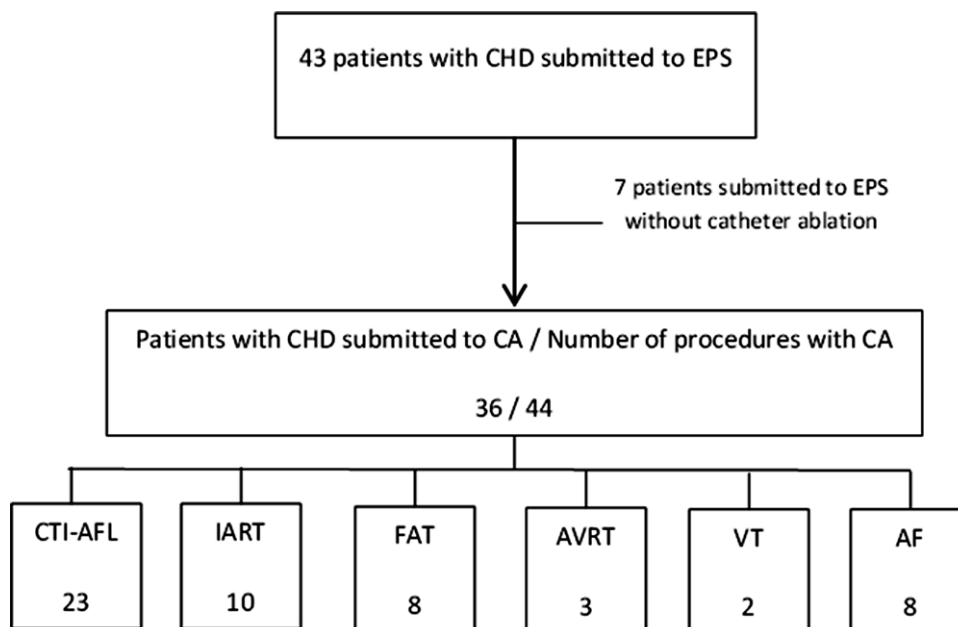 43 patients with CHD submitted to EPS
7 patients submitted to EPS
without catheter ablation
Patients with CHD submitted to CA / Number of procedures with CA
36 / 44
CTI-AFL
23
IART
10
FAT
8
AVRT
3
VT
2
AF
8